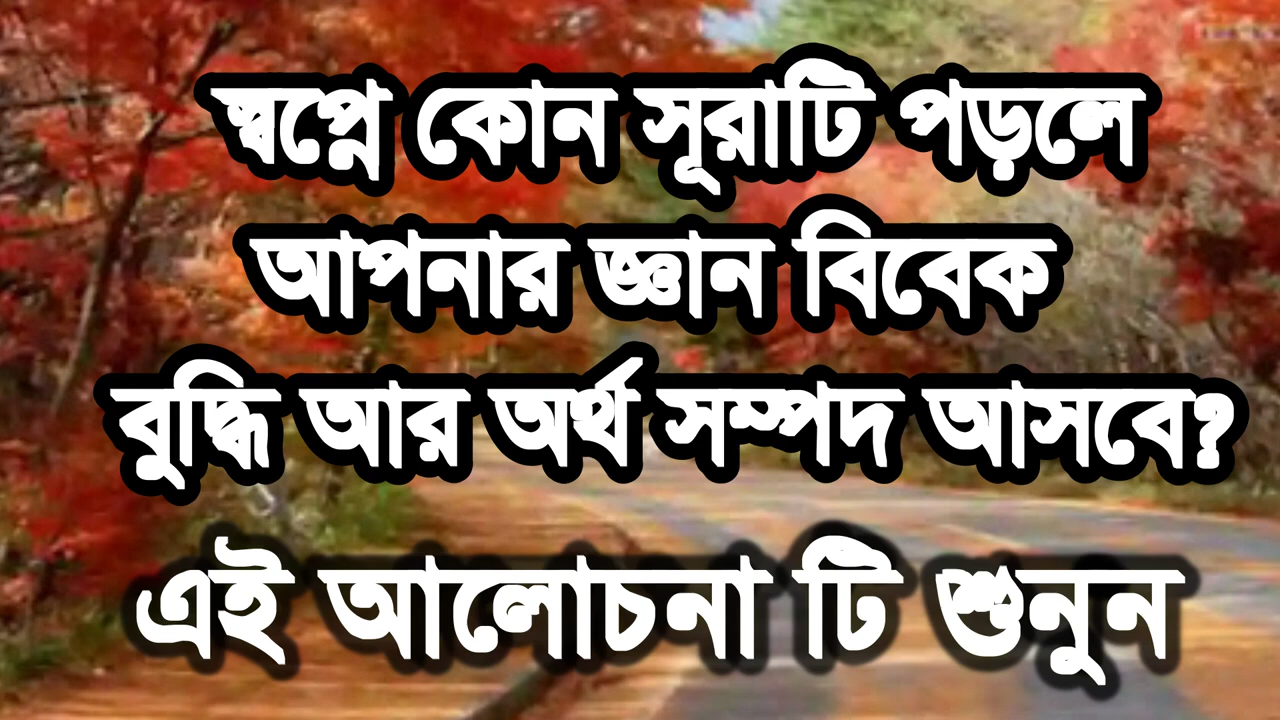 স্বপ্নে কোন সূরাটি পড়লে
আপনার জ্ঞান বিবেক
বুদ্ধি আর অর্থ সম্পদ আসবে?
এই আলোচনা টি শুনুন